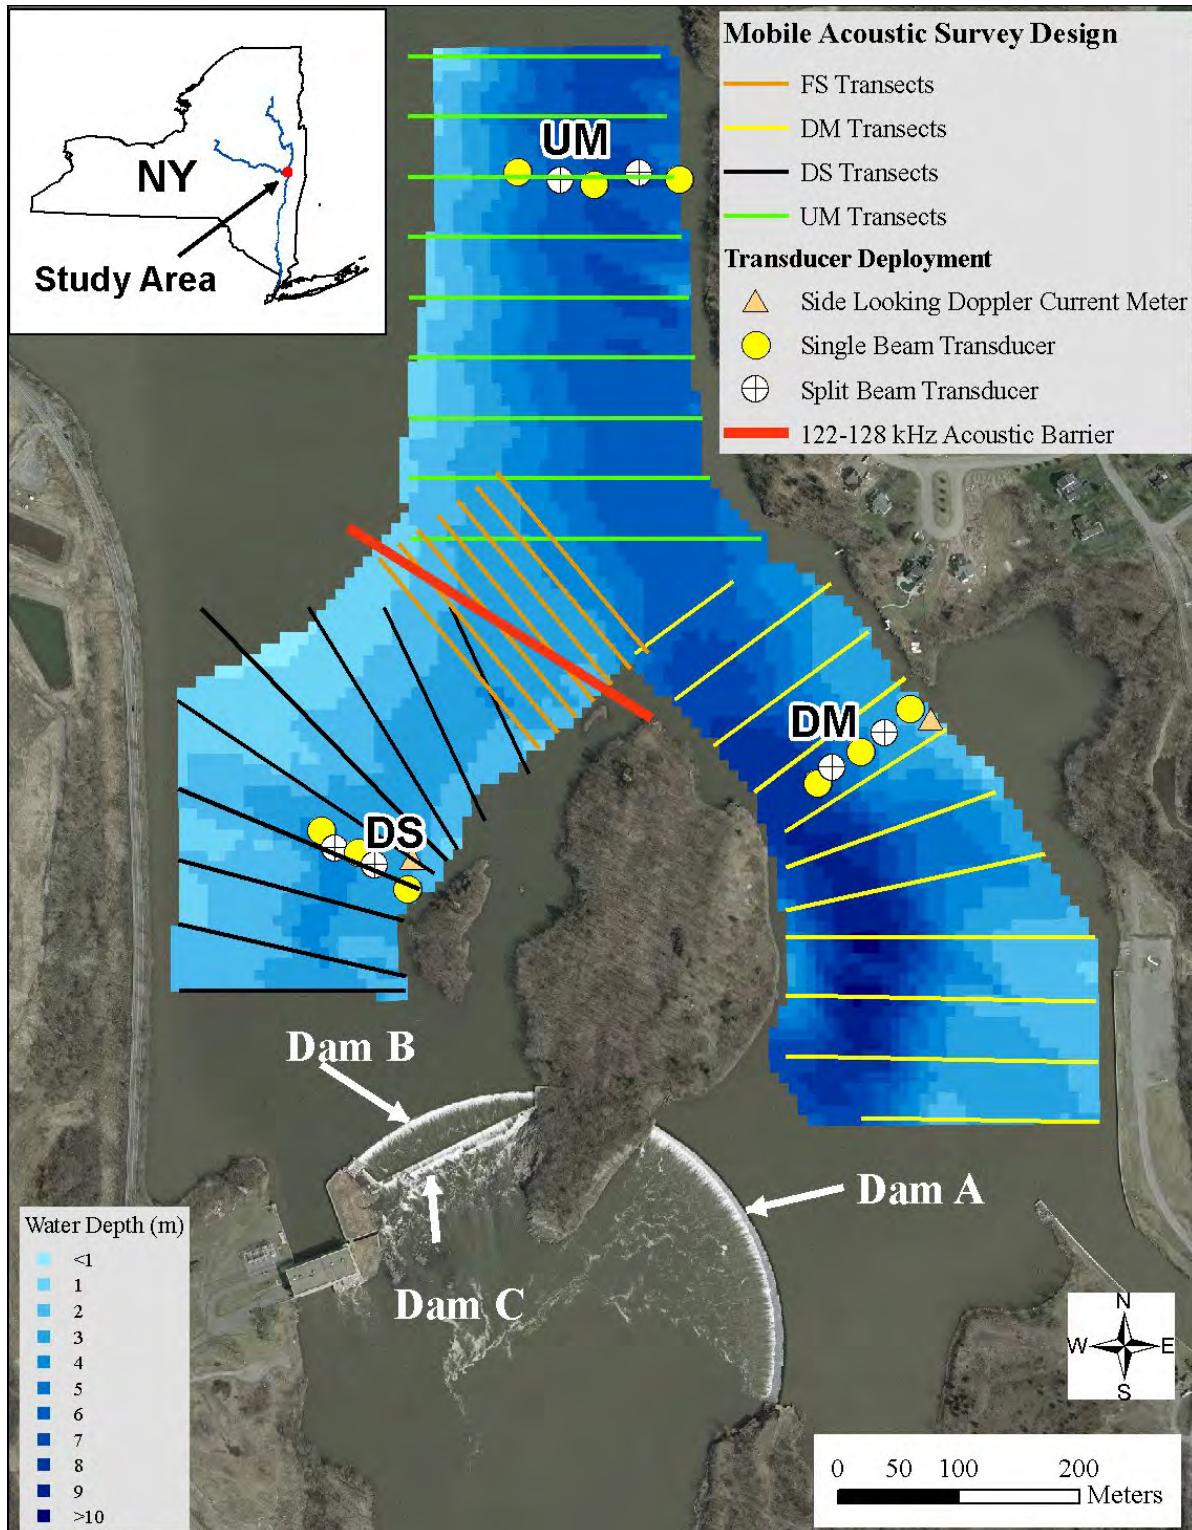 NY
Study Area
Mobile Acoustic Survey Design
FS Transects
DM Transects
DS Transects
UM Transects
Transducer Deployment
Side Looking Doppler Current Meter
Single Beam Transducer
Split Beam Transducer
122-128 kHz Acoustic Barrier
UM
DM
DS
Dam B
Dam A
Dam C
Water Depth (m)
<1
1
2
3
4
5
6
7
8
9
>10
N
W E
S
0 50 100 200
Meters